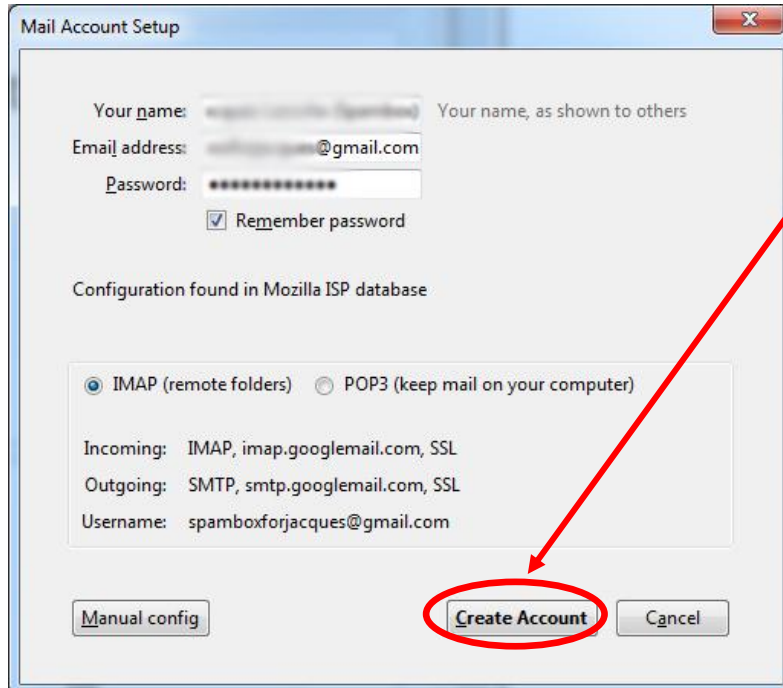 Mail Account Setup
Your name: Your name, as shown to others
Email address: @gmail.com
Password: •••••••••••••
Remember password
Configuration found in Mozilla ISP database
IMAP (remote folders) POP3 (keep mail on your computer)
Incoming: IMAP, imap.googlemail.com, SSL
Outgoing: SMTP, smtp.googlemail.com, SSL
Username: spamboxforjacques@gmail.com
Manual config Create Account Cancel